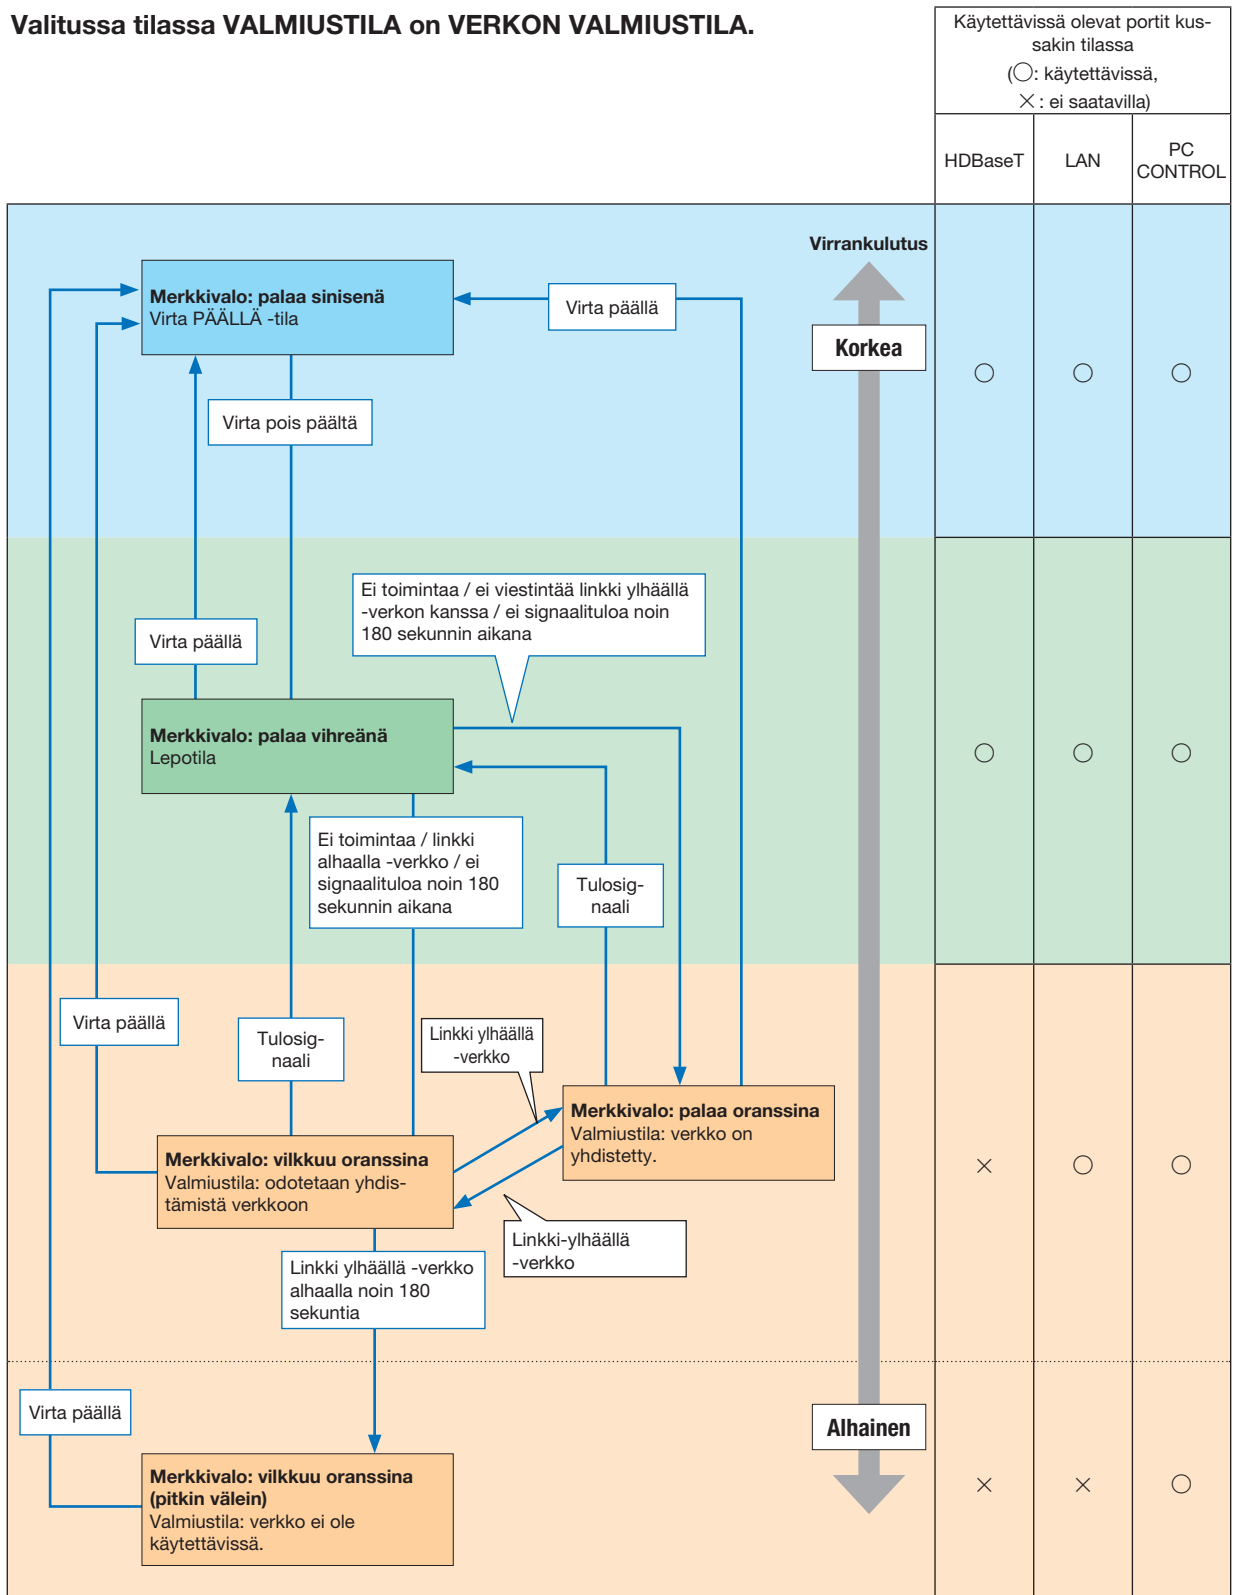 Valitussa tilassa VALMIUSTILA on VERKON VALMIUSTILA.
Käytettävissä olevat portit kus-
sakin tilassa
(○: käytettävissä,
×: ei saatavilla)
HDBaseT
LAN
PC
CONTROL
Virrankulutus
Merkkivalo: palaa sinisenä
Virta PÄÄLLÄ -tila
Virta päällä
Korkea
○ ○ ○
Virta pois päältä
Ei toimintaa / ei viestintää linkki ylhäällä
-verkon kanssa / ei signaalituloa noin
180 sekunnin aikana
Virta päällä
Merkkivalo: palaa vihreänä
Lepotila
○ ○ ○
Ei toimintaa / linkki
alhaalla -verkko / ei
signaalituloa noin 180
sekunnin aikana
Tulosig-
naali
Virta päällä
Tulosig-
naali
Linkki ylhäällä
-verkko
Merkkivalo: palaa oranssina
Valmiustila: verkko on
yhdistetty.
Merkkivalo: vilkkuu oranssina
Valmiustila: odotetaan yhdis-
tämistä verkkoon
× ○ ○
Linkki-ylhäällä
-verkko
Linkki ylhäällä -verkko
alhaalla noin 180
sekuntia
Virta päällä
Alhainen
Merkkivalo: vilkkuu oranssina
(pitkin välein)
Valmiustila: verkko ei ole
käytettävissä.
× × ○